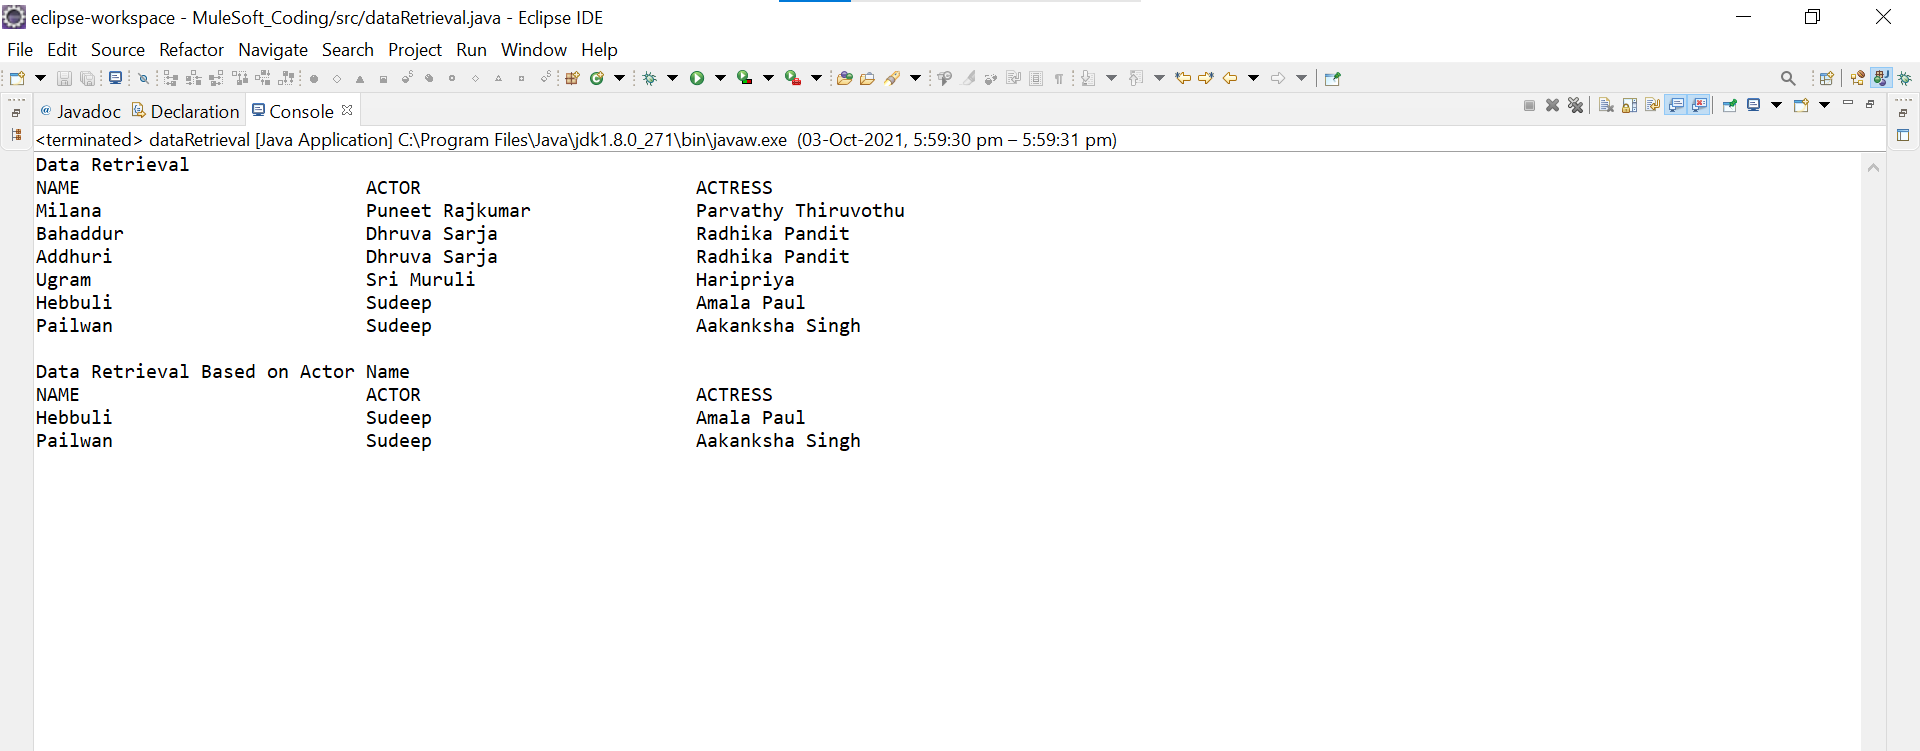 eclipse-workspace - MuleSoft_Coding/src/dataRetrieval.java - Eclipse IDE
File Edit Source Refactor Navigate Search Project Run Window Help
@ Javadoc Declaration Console
<terminated> dataRetrieval [Java Application] C:\Program Files\Java\jdk1.8.0_271\bin\javaw.exe (03-Oct-2021, 5:59:30 pm – 5:59:31 pm)
Data Retrieval
NAME ACTOR ACTRESS
Milana Puneet Rajkumar Parvathy Thiruvothu
Bahaddur Dhruva Sarja Radhika Pandit
Addhuri Dhruva Sarja Radhika Pandit
Ugram Sri Muruli Haripriya
Hebbuli Sudeep Amala Paul
Pailwan Sudeep Aakanksha Singh
Data Retrieval Based on Actor Name
NAME ACTOR ACTRESS
Hebbuli Sudeep Amala Paul
Pailwan Sudeep Aakanksha Singh